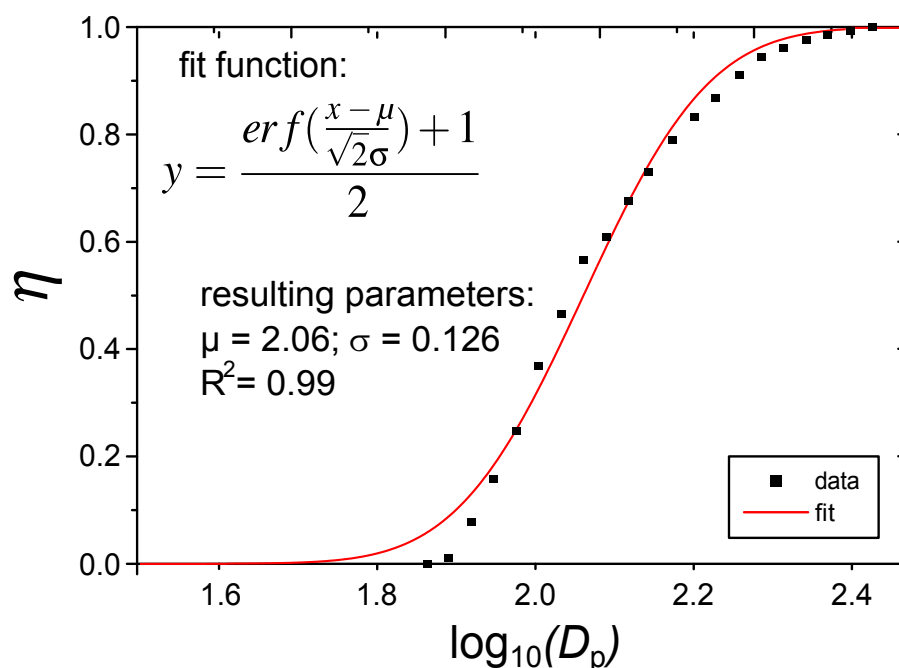 1.0
0.8
0.6
0.4
0.2
0.0
η
fit function:
y = (erf((x − μ)/(√2σ)) + 1)/2
resulting parameters:
μ = 2.06; σ = 0.126
R²= 0.99
data
fit
1.6 1.8 2.0 2.2 2.4
log₁₀(Dₚ)